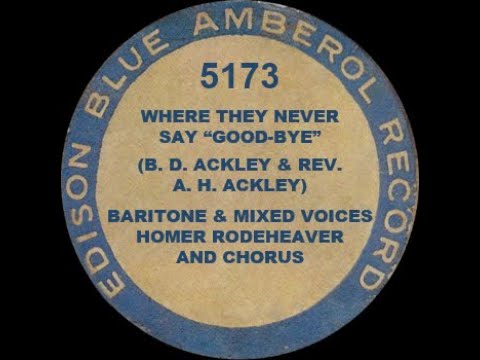 EDISON BLUE AMBEROL RECORD
5173
WHERE THEY NEVER
SAY “GOOD-BYE”
(B. D. ACKLEY & REV.
A. H. ACKLEY)
BARITONE & MIXED VOICES
HOMER RODEHEAVER
AND CHORUS